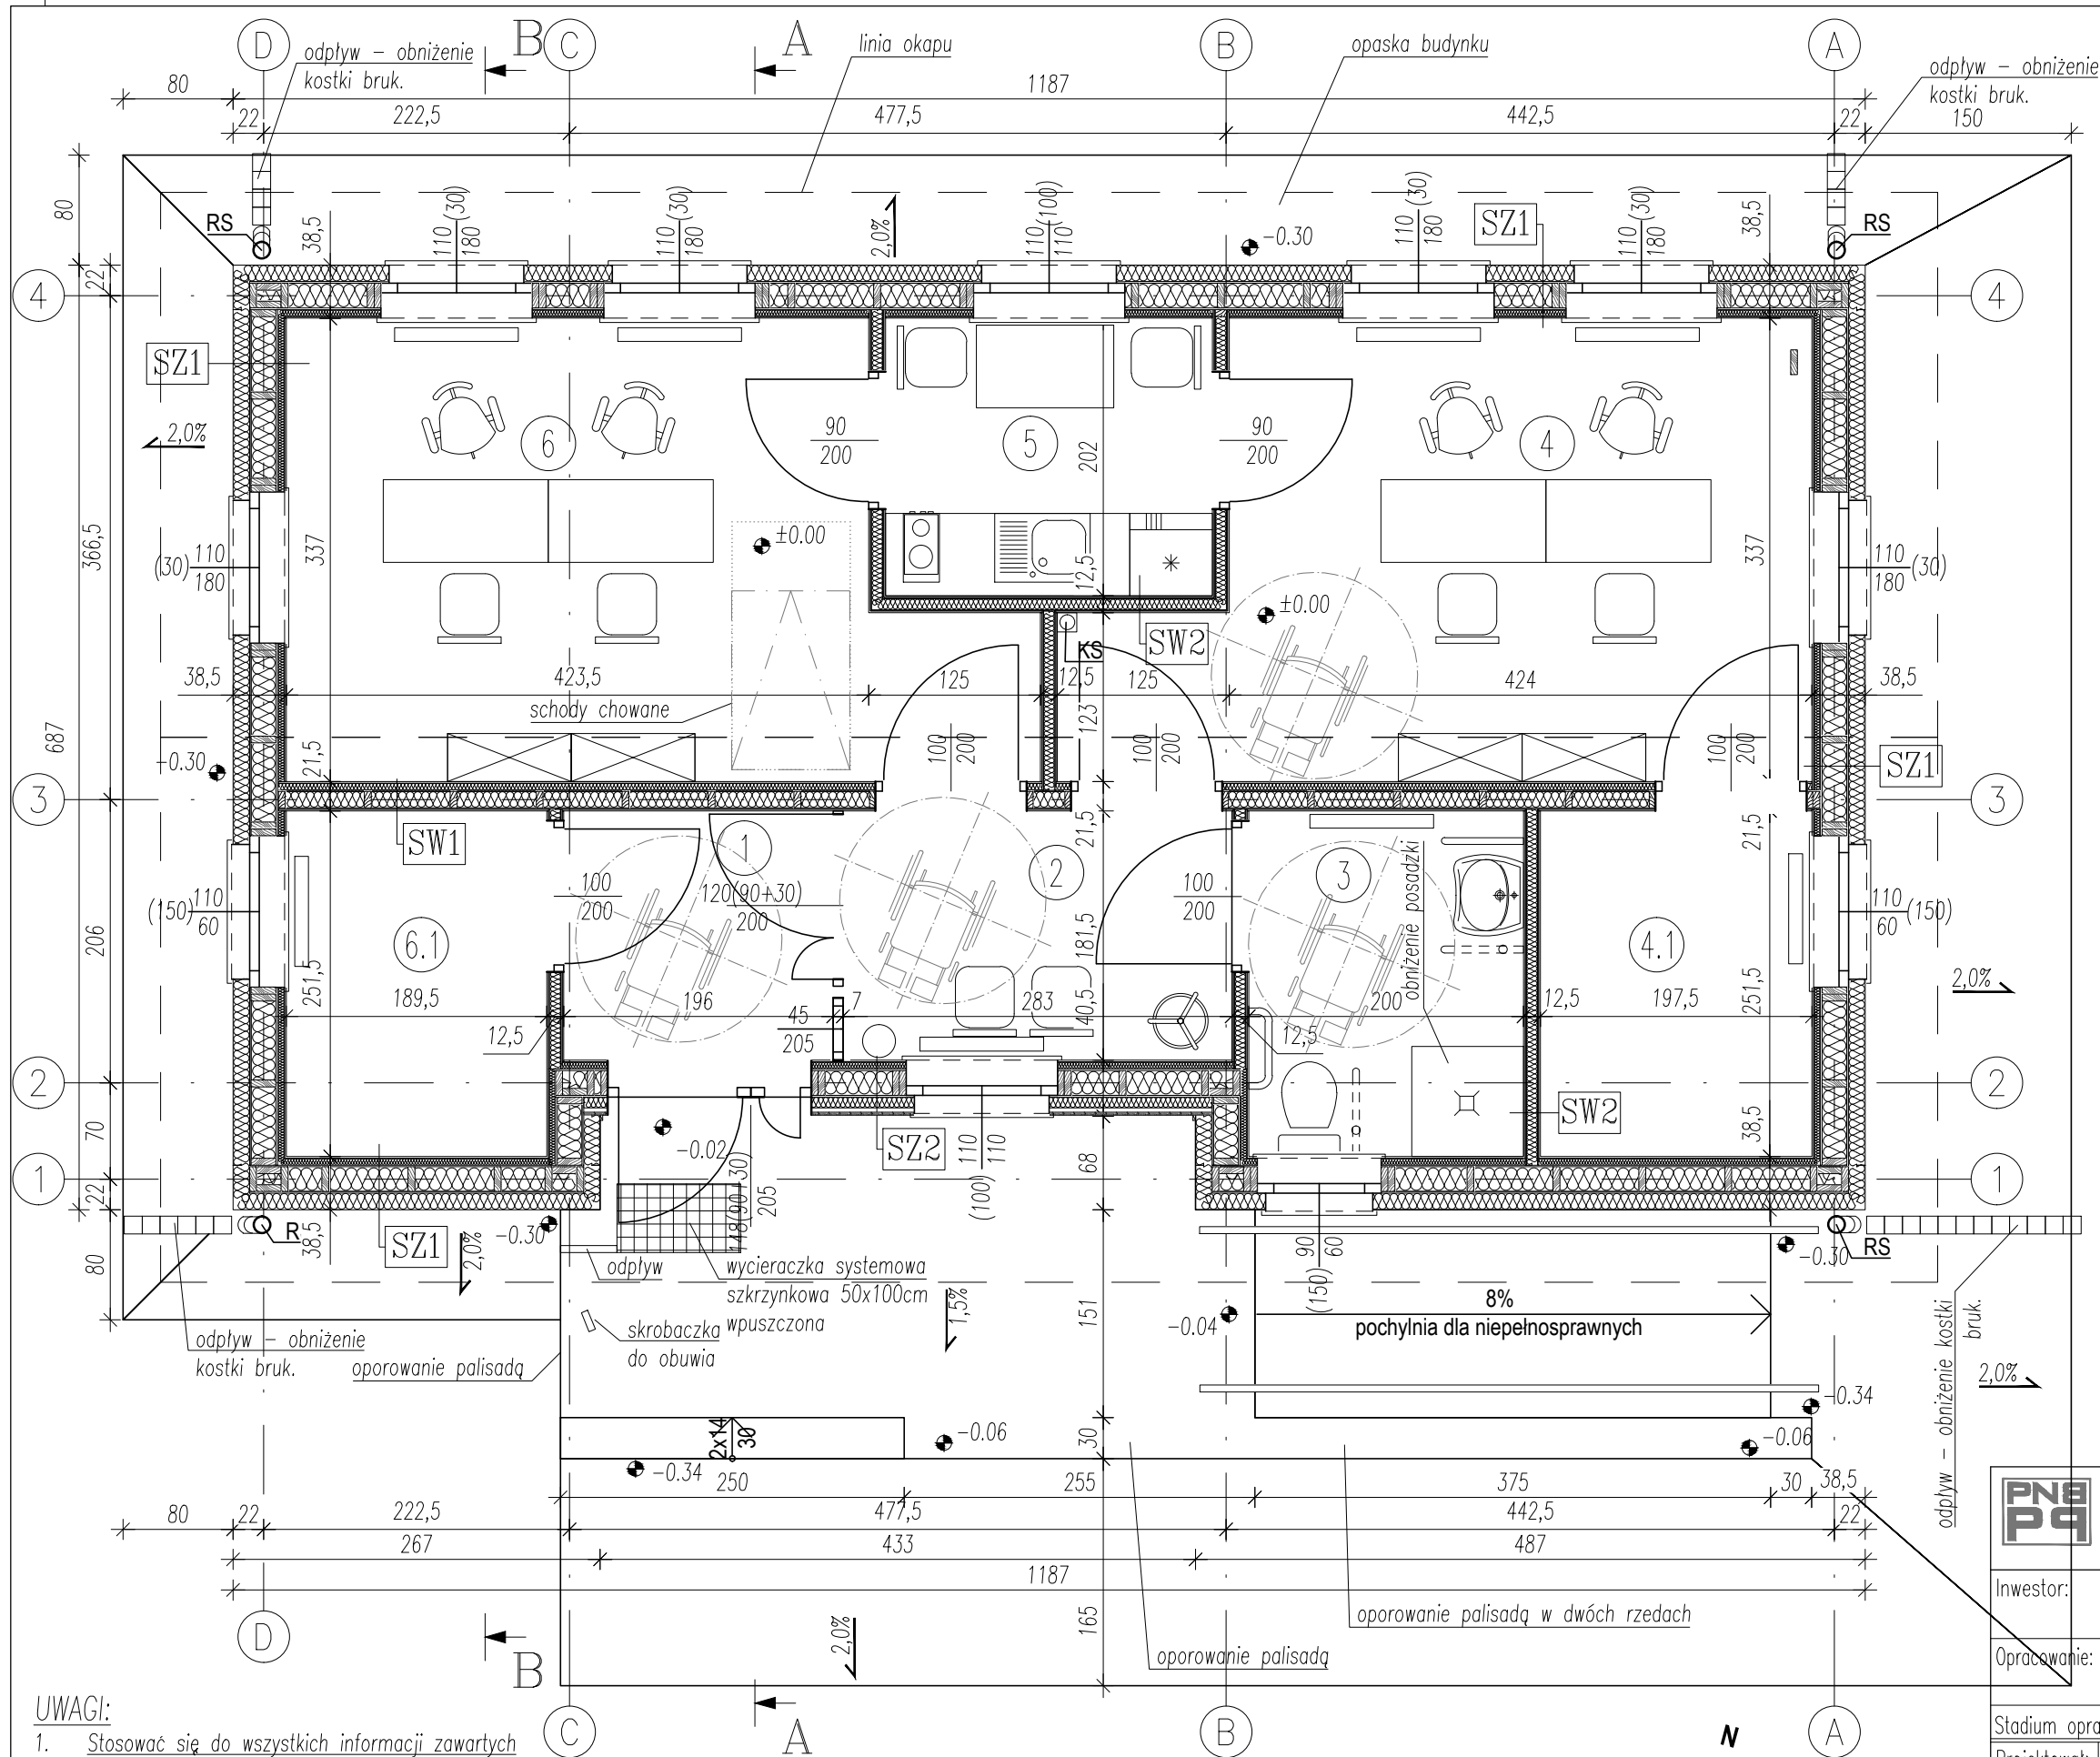 D
B
C
A
B
A
odpływ – obniżenie
kostki bruk.
linia okapu
opaska budynku
odpływ – obniżenie
kostki bruk.
80
1187
22
222,5
477,5
442,5
22
150
80
RS
38,5
110 (30)
180
110 (30)
180
2,0%
110 (100)
110
-0.30
110 (30)
180
SZ1
110 (30)
180
38,5
RS
4
22
4
SZ1
2,0%
6
90
200
5
202
90
200
4
366,5
337
±0.00
12,5
337
(30) 110
180
110 (30)
180
±0.00
KS
SW2
38,5
423,5
125
12,5
125
424
38,5
schody chowane
123
687
21,5
100
200
100
200
100
200
-0.30
SZ1
3
3
SW1
1
2
21,5
3
obniżenie posadzki
21,5
100
200
120(90+30)
200
100
200
(150) 110
60
110 (150)
60
206
6.1
181,5
4.1
251,5
189,5
196
7
283
40,5
200
12,5
197,5
251,5
2,0%
12,5
45
205
12,5
2
2
70
-0.02
SZ2
110
110
(100)
68
SW2
38,5
148(90+30)
205
1
22
1
R
38,5
SZ1
2,0%
-0.30
90
60
(150)
-0.30
RS
80
odpływ
wycieraczka systemowa
szkrzynkowa 50x100cm
wpuszczona
1,5%
151
-0.04
8%
pochylnia dla niepełnosprawnych
odpływ – obniżenie
kostki bruk.
oporowanie palisadą
skrobaczka
do obuwia
odpływ – obniżenie kostki
bruk.
2,0%
-0.34
2x14
30
-0.06
30
-0.06
-0.34
250
255
375
30
38,5
80
22
222,5
477,5
442,5
22
267
433
487
1187
165
PNB
Inwestor:
oporowanie palisadą w dwóch rzedach
D
2,0%
B
oporowanie palisadą
Opracowanie:
UWAGI:
1. Stosować się do wszystkich informacji zawartych
C
A
B
N
A
Stadium opra